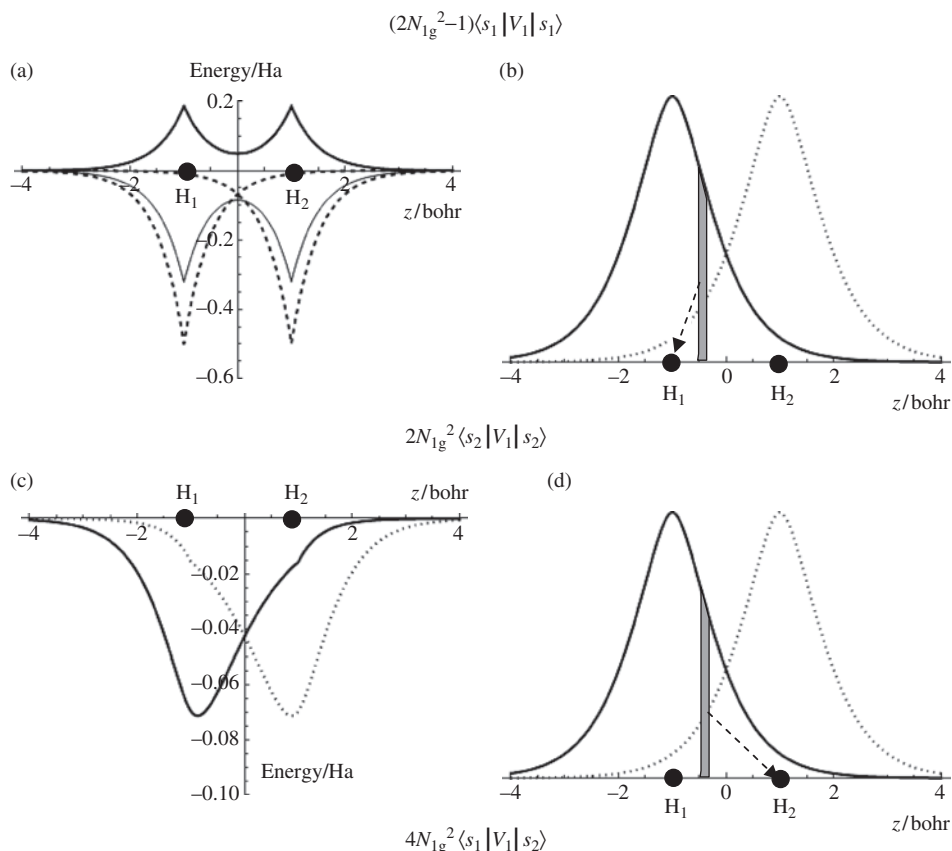 (2N₁g²–1)⟨s₁|V₁|s₁⟩
(a)
Energy/Ha
0.2
–4
–2
2
4
H₁
H₂
z/bohr
–0.2
–0.4
–0.6
(b)
–4
–2
0
2
4
H₁
H₂
z/bohr
2N₁g²⟨s₂|V₁|s₂⟩
(c)
H₁
H₂
z/bohr
–4
–2
2
4
–0.02
–0.04
–0.06
–0.08
Energy/Ha
–0.10
(d)
–4
–2
0
2
4
H₁
H₂
z/bohr
4N₁g²⟨s₁|V₁|s₂⟩